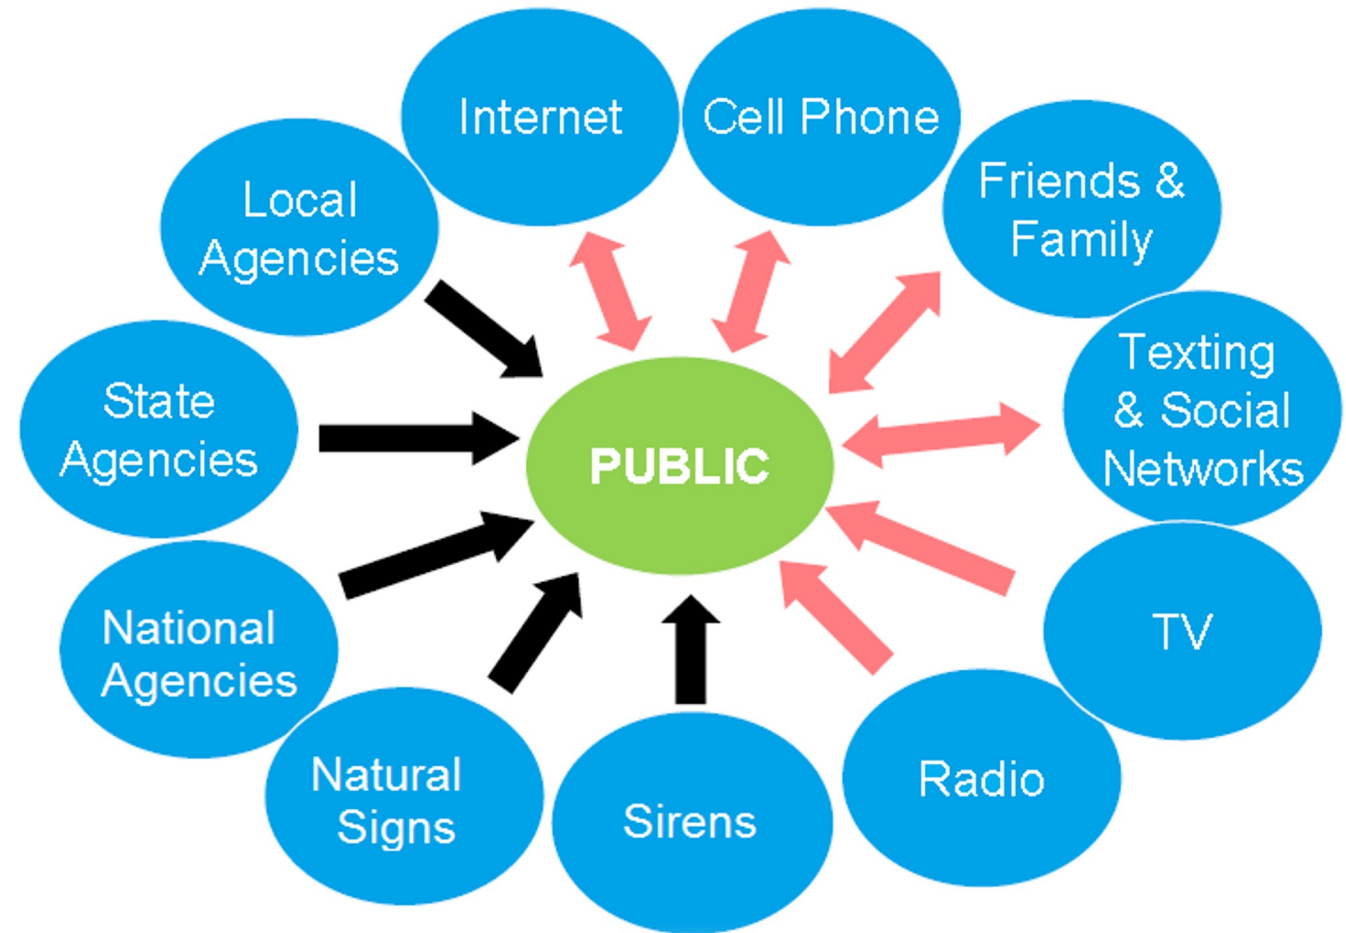 Internet
Cell Phone
Friends &
Family
Local
Agencies
Texting
& Social
Networks
State
Agencies
PUBLIC
National
Agencies
TV
Natural
Signs
Sirens
Radio